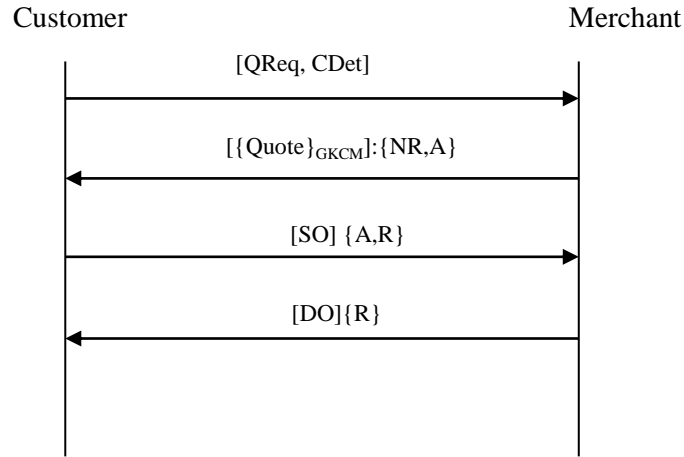 Customer Merchant
[QReq, CDet]
[{Quote}GKCM]:{NR,A}
[SO] {A,R}
[DO]{R}